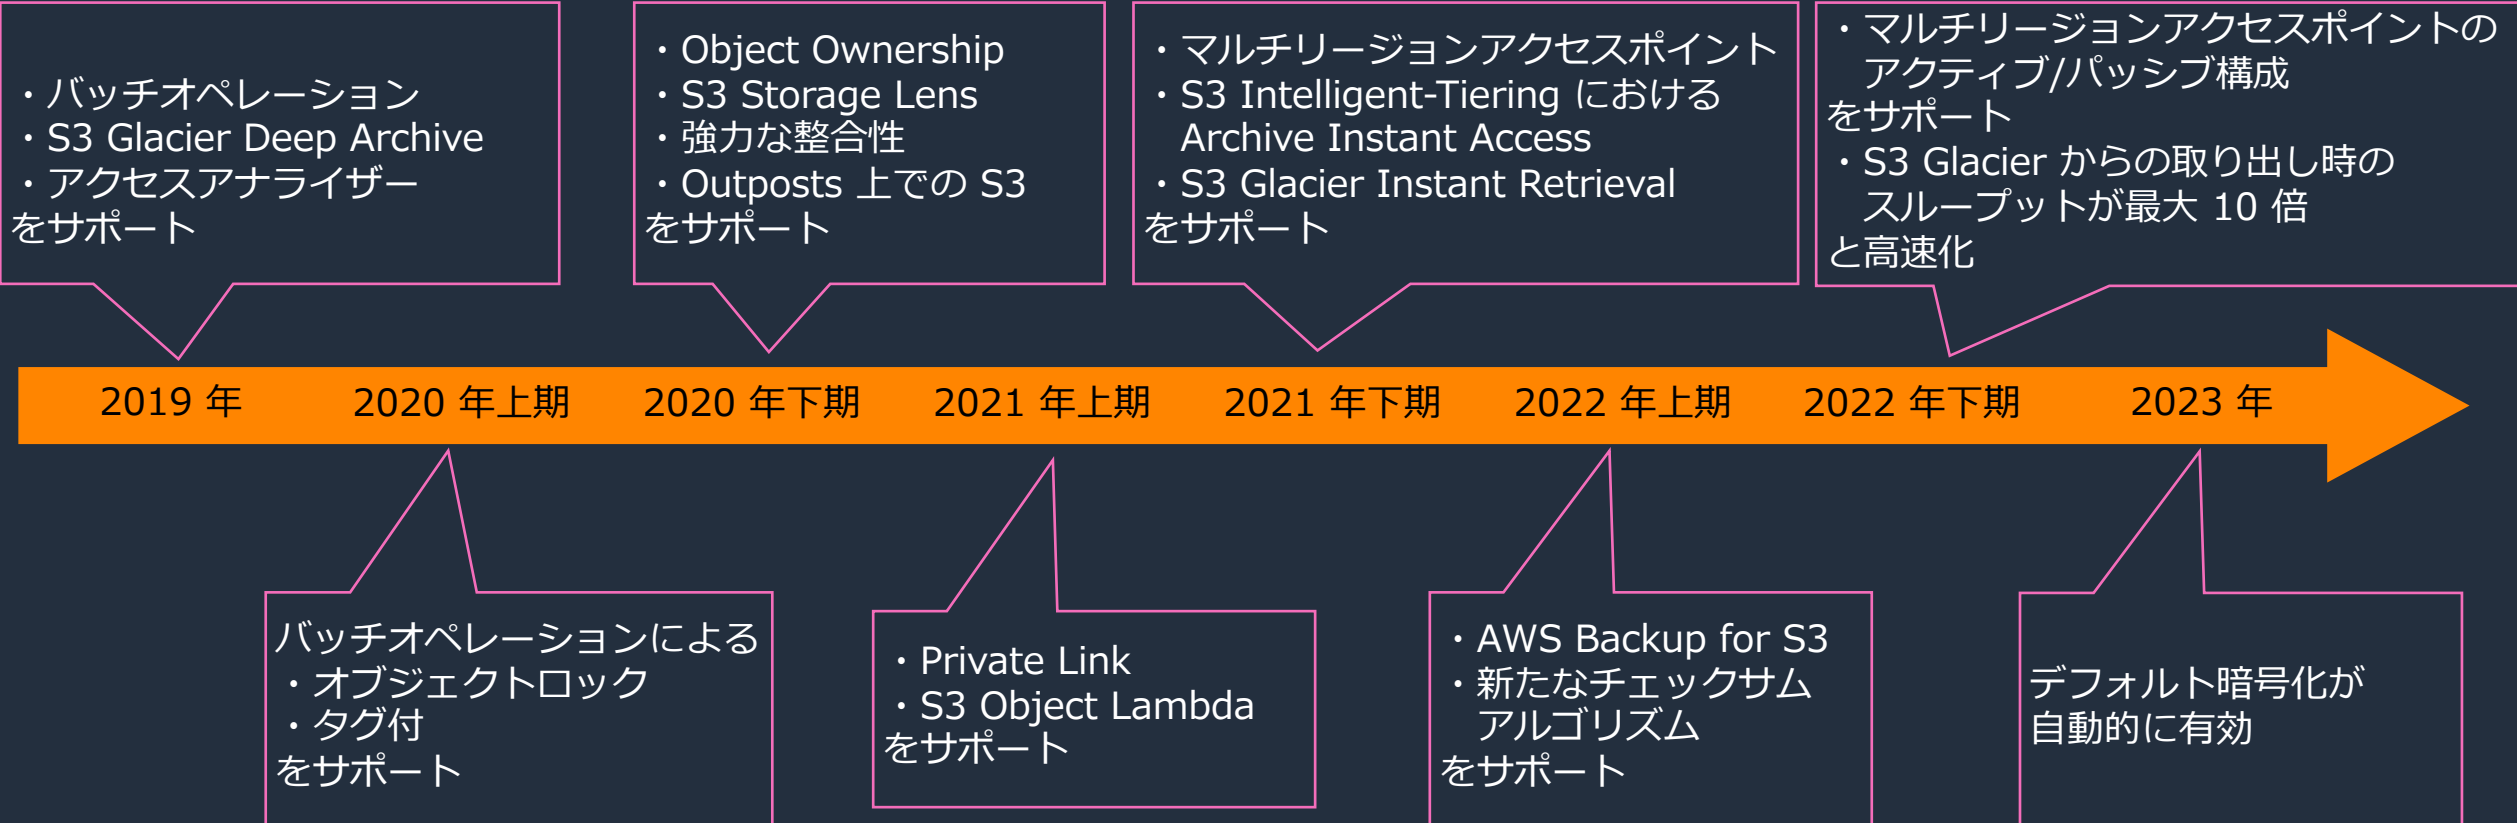 ・バッチオペレーション
・S3 Glacier Deep Archive
・アクセスアナライザー
をサポート
・Object Ownership
・S3 Storage Lens
・強力な整合性
・Outposts 上での S3
をサポート
・マルチリージョンアクセスポイント
・S3 Intelligent-Tiering における
Archive Instant Access
・S3 Glacier Instant Retrieval
をサポート
・マルチリージョンアクセスポイントの
アクティブ/パッシブ構成
をサポート
・S3 Glacier からの取り出し時の
スループットが最大 10 倍
と高速化
2019 年
2020 年上期
2020 年下期
2021 年上期
2021 年下期
2022 年上期
2022 年下期
2023 年
バッチオペレーションによる
・オブジェクトロック
・タグ付
をサポート
・Private Link
・S3 Object Lambda
をサポート
・AWS Backup for S3
・新たなチェックサム
アルゴリズム
をサポート
デフォルト暗号化が
自動的に有効